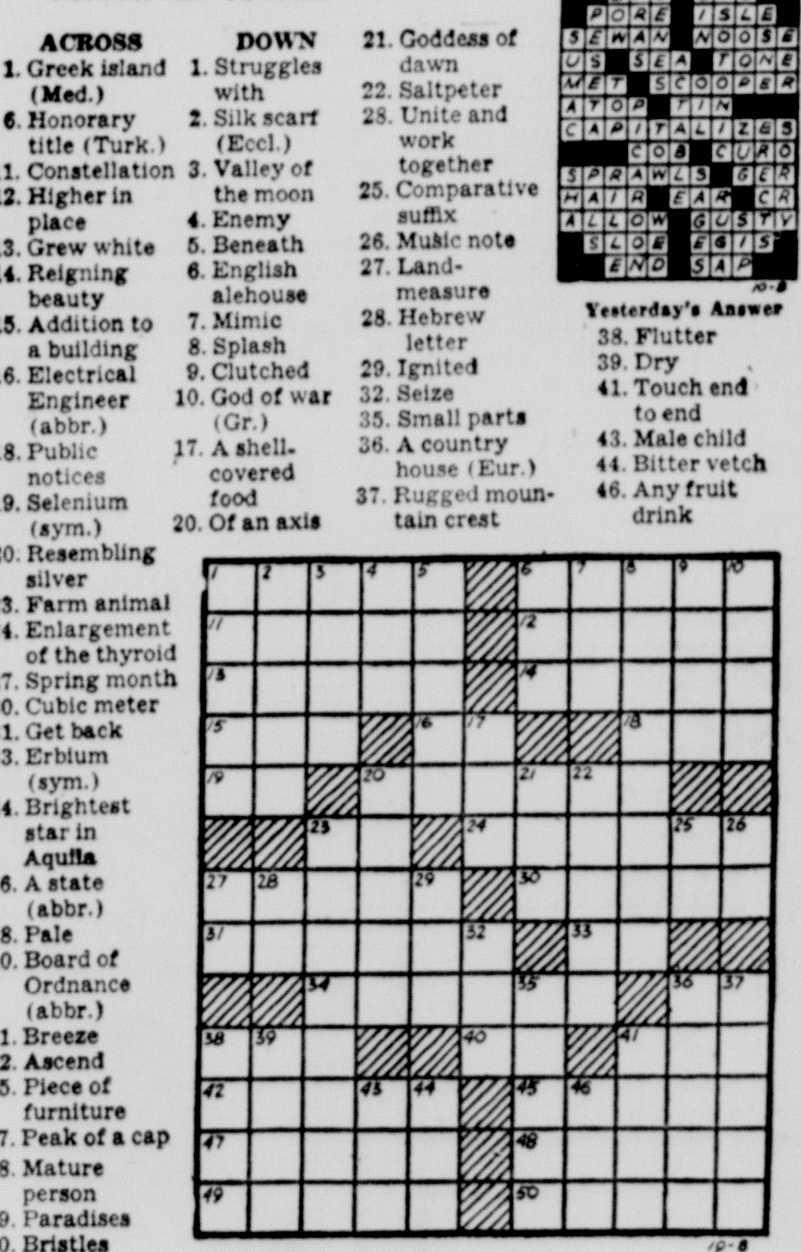 ACROSS
1. Greek island
(Med.)
6. Honorary
title (Turk.)
1. Constellation
2. Higher in
place
3. Grew white
4. Reigning
beauty
5. Addition to
a building
6. Electrical
Engineer
(abbr.)
8. Public
notices
9. Selenium
(sym.)
0. Resembling
silver
3. Farm animal
4. Enlargement
of the thyroid
7. Spring month
0. Cubic meter
1. Get back
3. Erbium
(sym.)
4. Brightest
star in
Aquila
6. A state
(abbr.)
8. Pale
0. Board of
Ordnance
(abbr.)
1. Breeze
2. Ascend
5. Piece of
furniture
7. Peak of a cap
8. Mature
person
9. Paradises
0. Bristles
DOWN
1. Struggles
with
2. Silk scarf
(Eccl.)
3. Valley of
the moon
4. Enemy
5. Beneath
6. English
alehouse
7. Mimic
8. Splash
9. Clutched
10. God of war
(Gr.)
17. A shell-
covered
food
20. Of an axis
21. Goddess of
dawn
22. Saltpeter
23. Unite and
work
together
25. Comparative
suffix
26. Music note
27. Land-
measure
28. Hebrew
letter
29. Ignited
32. Seize
35. Small parts
36. A country
house (Eur.)
37. Rugged moun-
tain crest
PORE ISLE
SEWAN NOOSE
US SEA TONE
MET SCOOPER
ATOP TIN
CAPITALIZES
COB CURO
SPRAWLS GER
HAIR EAR CR
ALLOW GUSTY
SLOE EGIS
END SAP
10-8
Yesterday's Answer
38. Flutter
39. Dry
41. Touch end
to end
43. Male child
44. Bitter vetch
46. Any fruit
drink
1 2 3 4 5 6 7 8 9 10
11 12
13 14
15 16 17 18
19 20 21 22
23 24 25 26
27 28 29 30
31 32 33
34 35 36 37
38 39 40 41
42 43 44 45 46
47 48
49 50
10-8